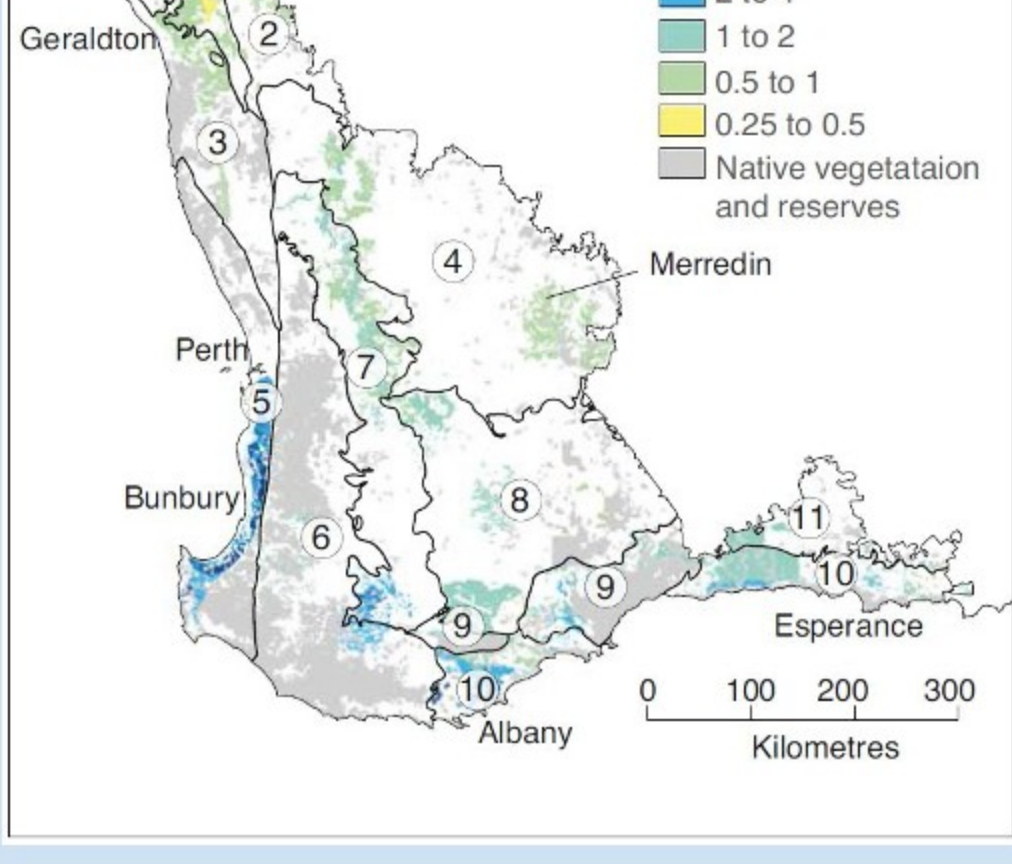 Geraldton
2
1 to 2
0.5 to 1
0.25 to 0.5
Native vegetataion
and reserves
3
4
Merredin
Perth
7
5
Bunbury
8
6
11
9
10
9
Esperance
10
Albany
0 100 200 300
Kilometres